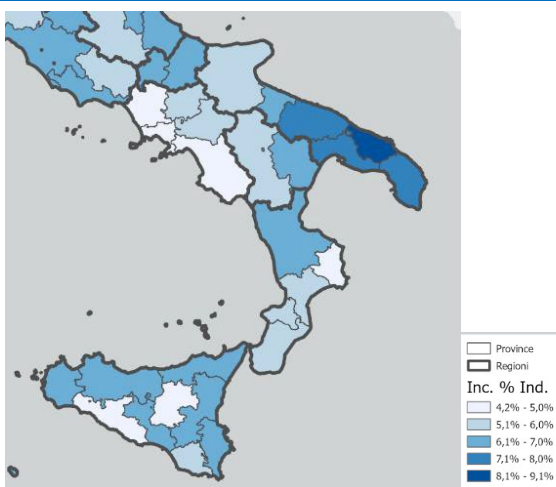 Province
Regioni
Inc. % Ind.
4,2% - 5,0%
5,1% - 6,0%
6,1% - 7,0%
7,1% - 8,0%
8,1% - 9,1%